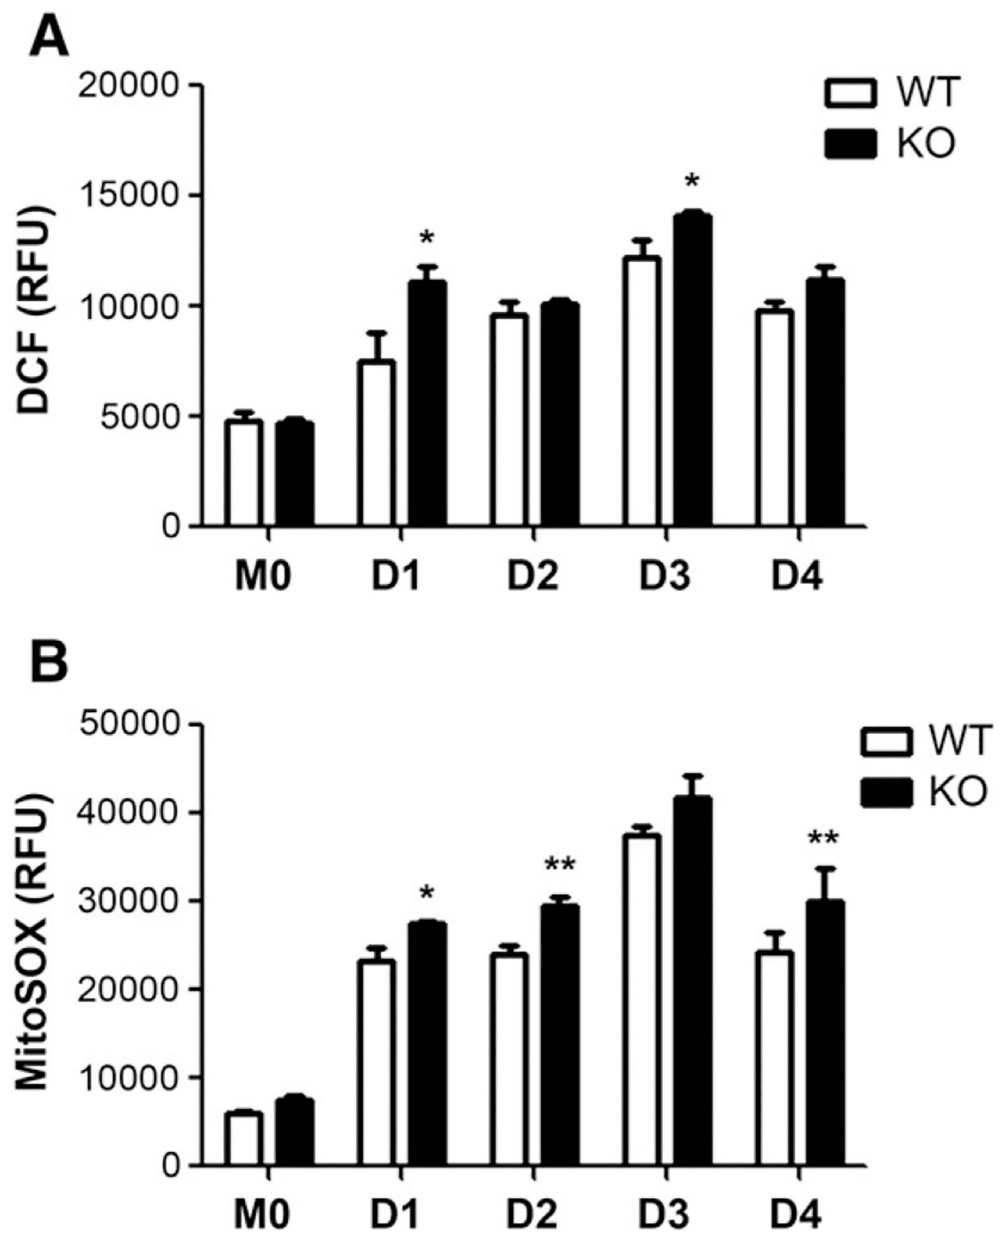 A
20000
15000
10000
5000
0
DCF (RFU)
WT
KO
*
*
M0 D1 D2 D3 D4
B
50000
40000
30000
20000
10000
0
MitoSOX (RFU)
WT
KO
*
**
**
M0 D1 D2 D3 D4